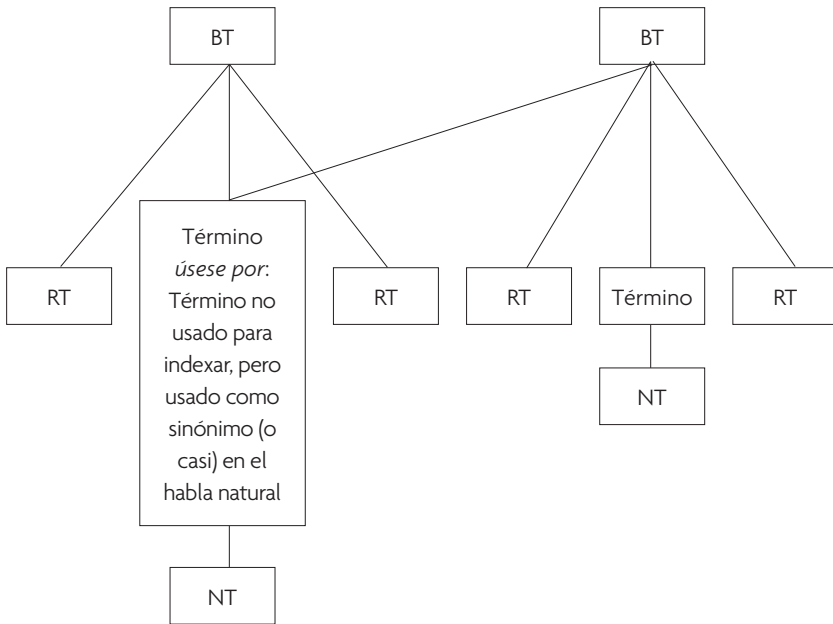 BT
BT
Término
úsese por:
Término no
usado para
indexar, pero
usado como
sinónimo (o
casi) en el
habla natural
RT
RT
RT
Término
RT
NT
NT